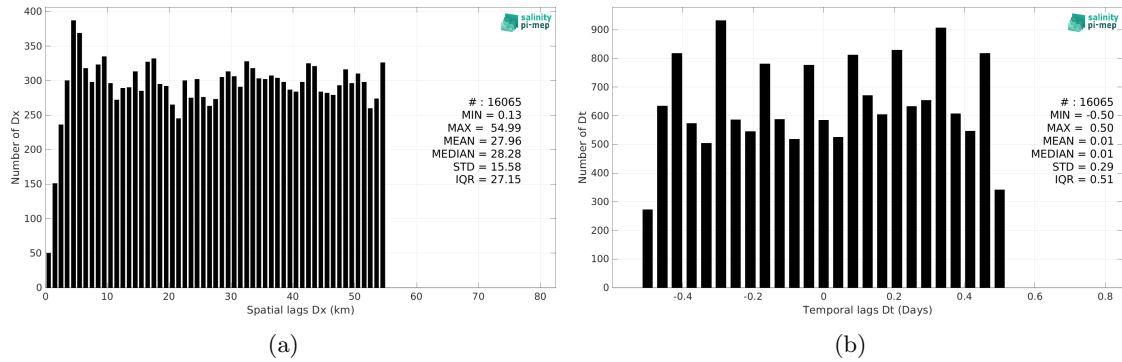 400
350
300
250
200
150
100
50
0
0
10
20
30
40
50
60
70
80
Number of Dx
Spatial lags Dx (km)
salinity
pi-mep
# : 16065
MIN = 0.13
MAX = 54.99
MEAN = 27.96
MEDIAN = 28.28
STD = 15.58
IQR = 27.15
(a)
900
800
700
600
500
400
300
200
100
0
-0.4
-0.2
0
0.2
0.4
0.6
0.8
Number of Dt
Temporal lags Dt (Days)
salinity
pi-mep
# : 16065
MIN = -0.50
MAX = 0.50
MEAN = 0.01
MEDIAN = 0.01
STD = 0.29
IQR = 0.51
(b)